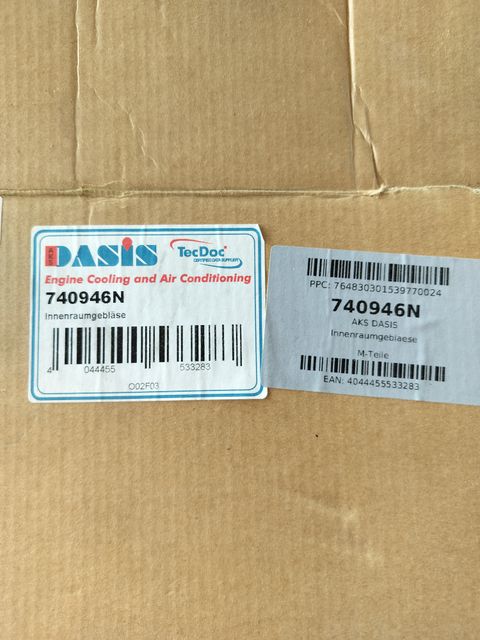 AKS
DASIS
TecDoc
CERTIFIED DATA SUPPLIER
Engine Cooling and Air Conditioning
740946N
Innenraumgebläse
4 044455 533283
O02F03
PPC: 764830301539770024
740946N
AKS DASIS
Innenraumgeblaese
M-Teile
EAN: 4044455533283